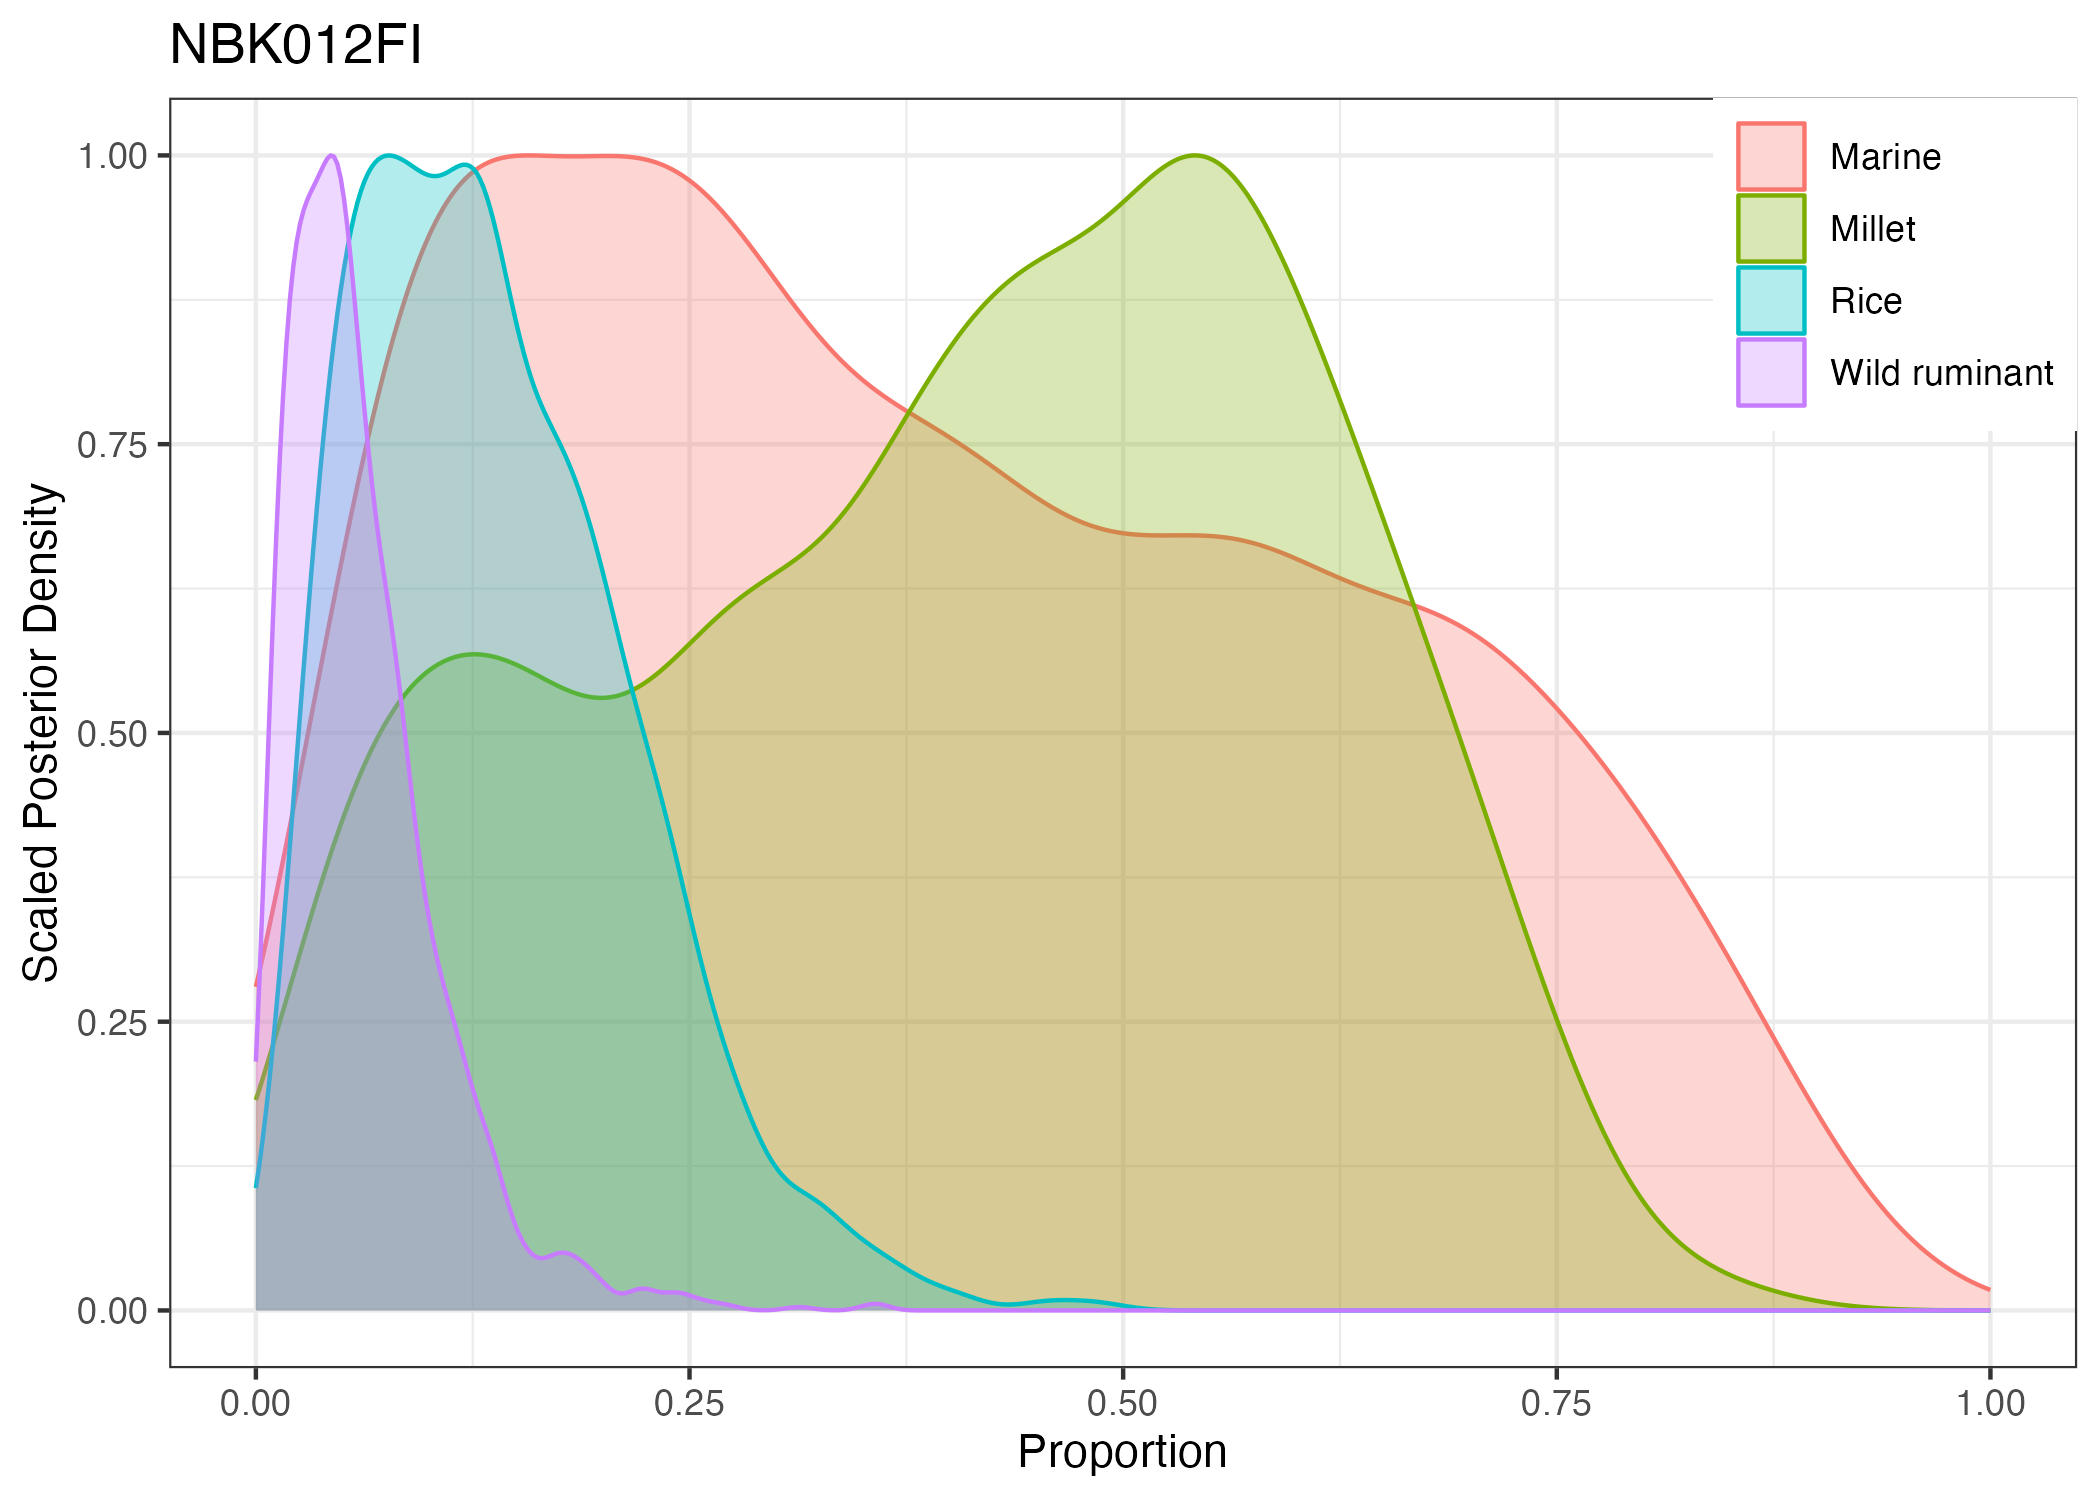 NBK012FI
Marine
Millet
Rice
Wild ruminant
1.00
0.75
0.50
0.25
0.00
Scaled Posterior Density
0.00 0.25 0.50 0.75 1.00
Proportion